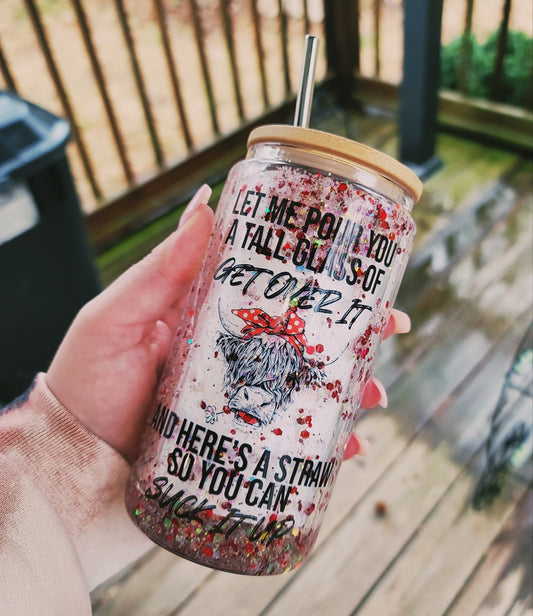 LET ME POUR YOU
A TALL GLASS OF
GET OVER IT
AND HERE'S A STRAW
SO YOU CAN
SUCK IT UP